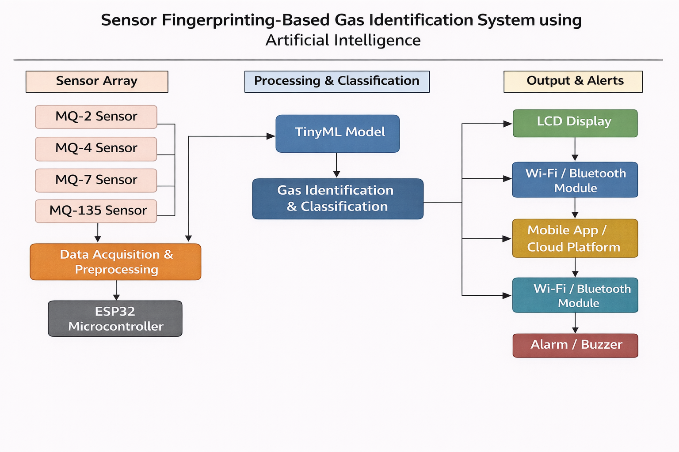 Sensor Fingerprinting-Based Gas Identification System using
Artificial Intelligence
Sensor Array
MQ-2 Sensor
MQ-4 Sensor
MQ-7 Sensor
MQ-135 Sensor
Data Acquisition &
Preprocessing
ESP32
Microcontroller
Processing & Classification
TinyML Model
Gas Identification
& Classification
Output & Alerts
LCD Display
Wi-Fi / Bluetooth
Module
Mobile App /
Cloud Platform
Wi-Fi / Bluetooth
Module
Alarm / Buzzer